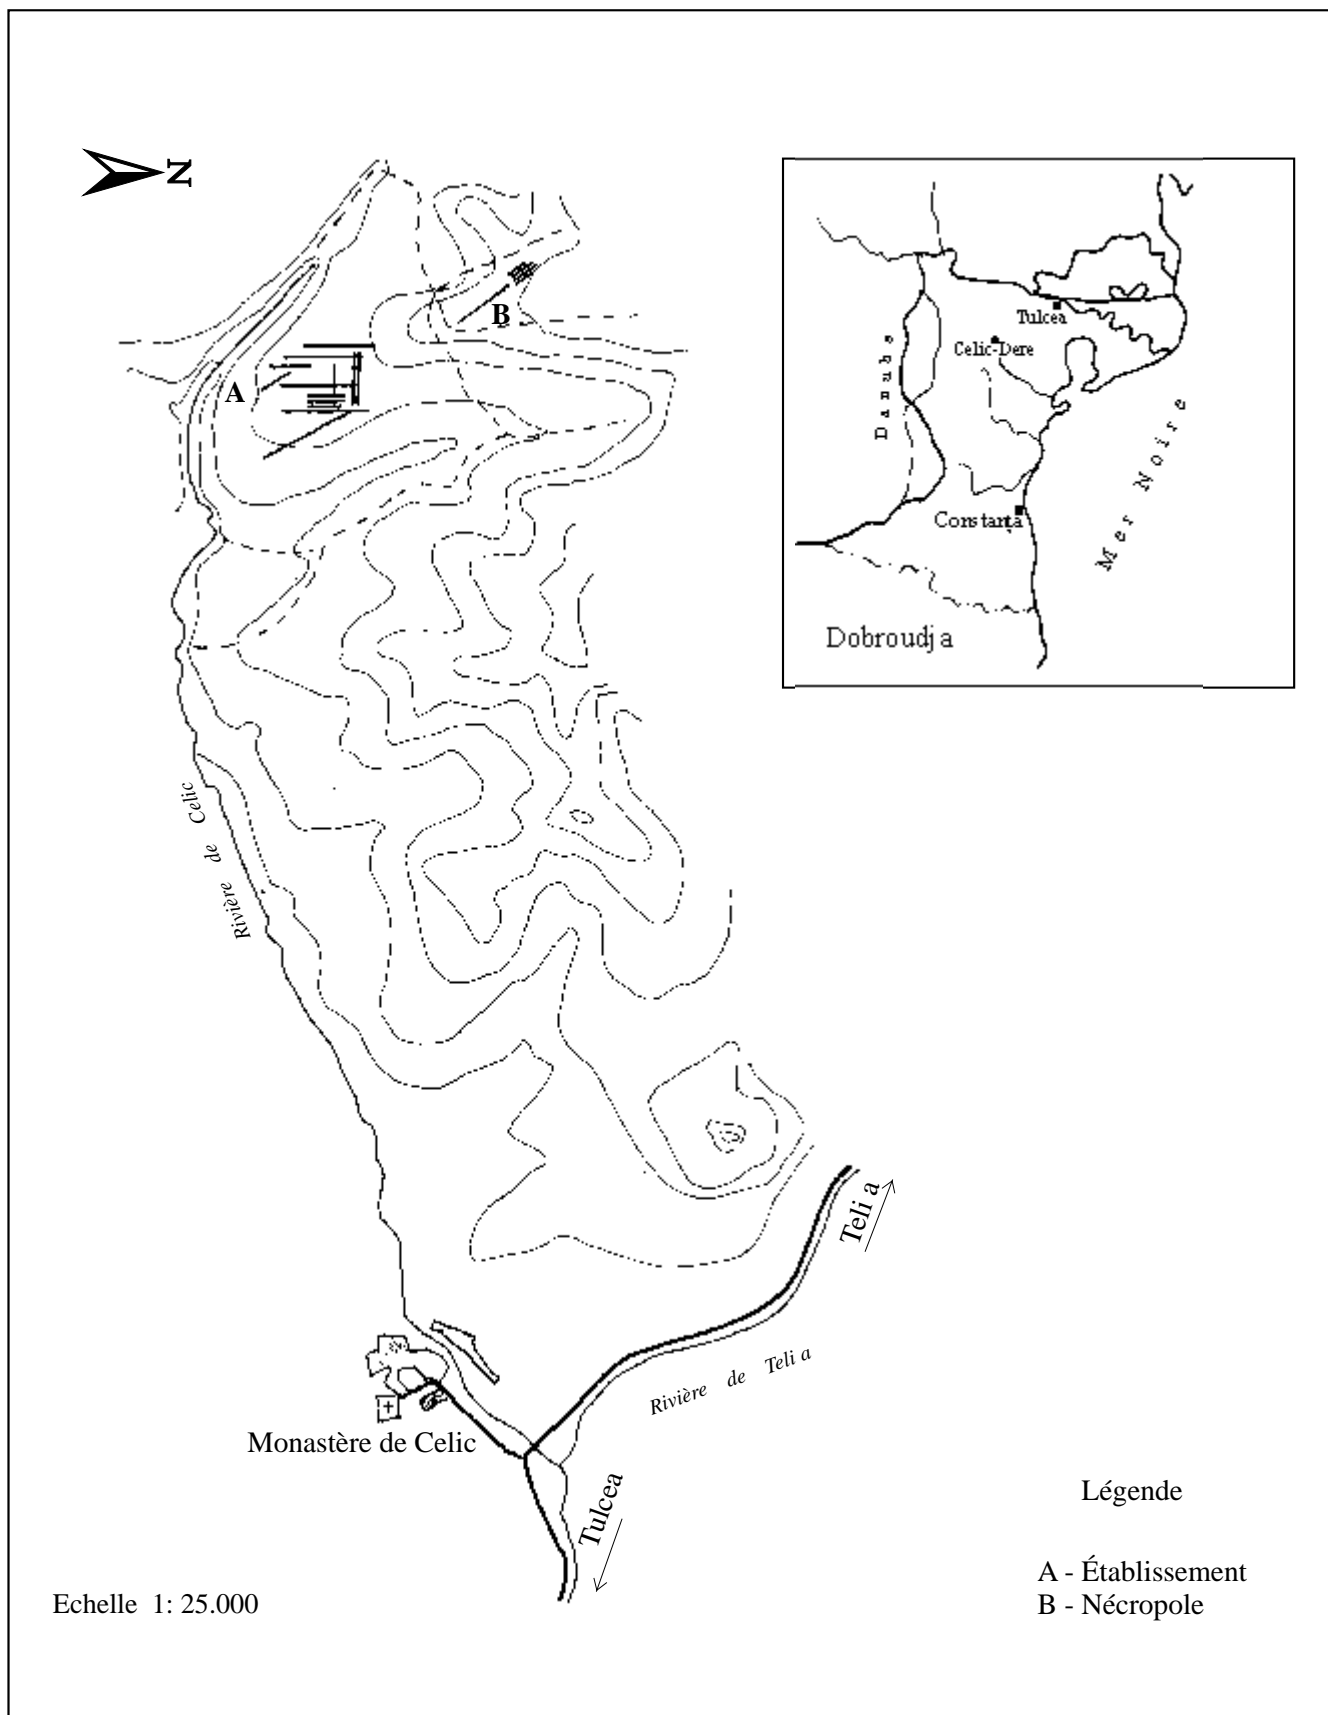 N
A
B
Tulcea
Celic-Dere
Danube
Mer Noire
Constanţa
Dobroudja
Rivière de Celic
Teli a
Rivière de Teli a
Monastère de Celic
Tulcea
Légende
A - Établissement
B - Nécropole
Echelle 1: 25.000